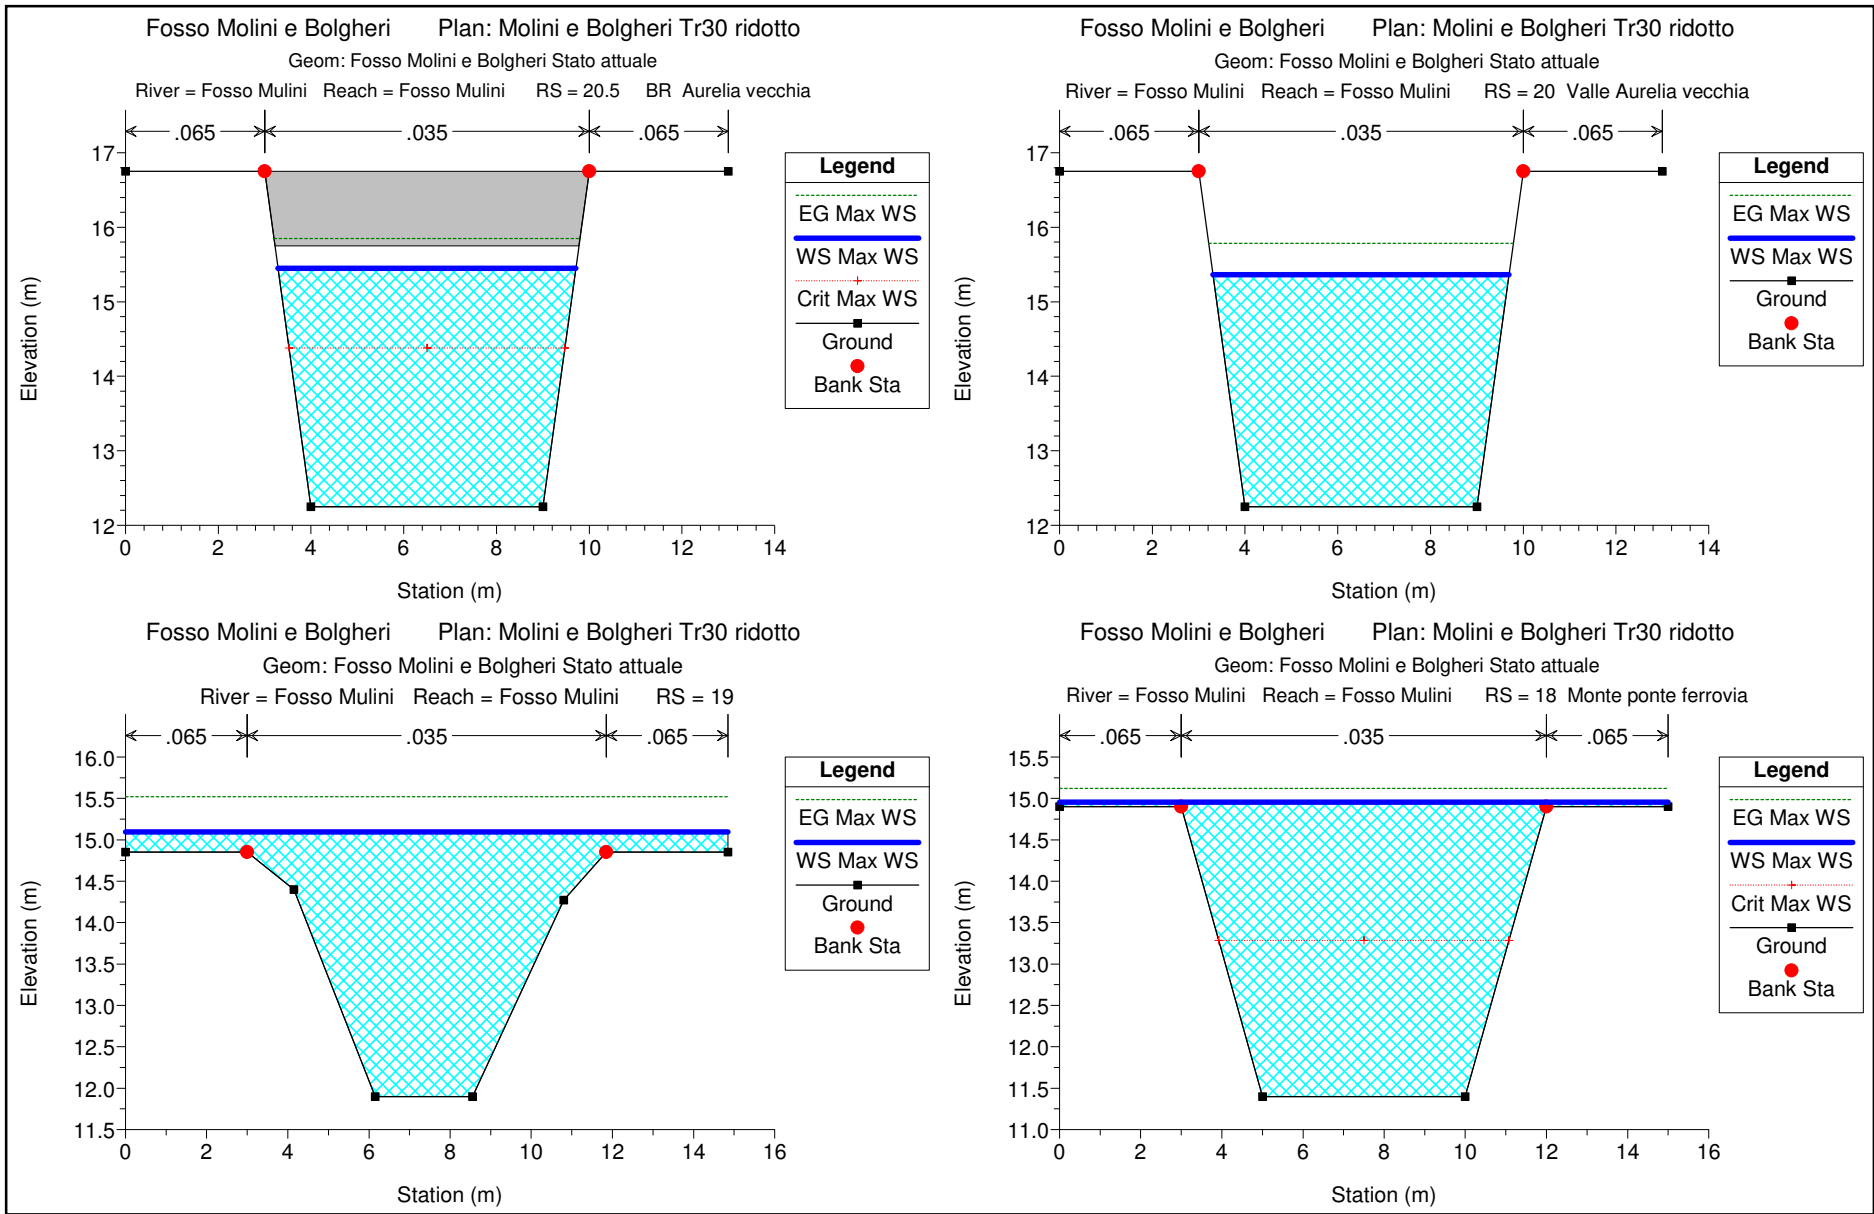 Fosso Molini e Bolgheri Plan: Molini e Bolgheri Tr30 ridotto
Geom: Fosso Molini e Bolgheri Stato attuale
River = Fosso Mulini Reach = Fosso Mulini RS = 20.5 BR Aurelia vecchia
.065 .035 .065
17
16
15
14
13
12
Elevation (m)
0 2 4 6 8 10 12 14
Station (m)
Legend
EG Max WS
WS Max WS
Crit Max WS
Ground
Bank Sta
Fosso Molini e Bolgheri Plan: Molini e Bolgheri Tr30 ridotto
Geom: Fosso Molini e Bolgheri Stato attuale
River = Fosso Mulini Reach = Fosso Mulini RS = 20 Valle Aurelia vecchia
.065 .035 .065
17
16
15
14
13
12
Elevation (m)
0 2 4 6 8 10 12 14
Station (m)
Legend
EG Max WS
WS Max WS
Ground
Bank Sta
Fosso Molini e Bolgheri Plan: Molini e Bolgheri Tr30 ridotto
Geom: Fosso Molini e Bolgheri Stato attuale
River = Fosso Mulini Reach = Fosso Mulini RS = 19
.065 .035 .065
16.0
15.5
15.0
14.5
14.0
13.5
13.0
12.5
12.0
11.5
Elevation (m)
0 2 4 6 8 10 12 14 16
Station (m)
Legend
EG Max WS
WS Max WS
Ground
Bank Sta
Fosso Molini e Bolgheri Plan: Molini e Bolgheri Tr30 ridotto
Geom: Fosso Molini e Bolgheri Stato attuale
River = Fosso Mulini Reach = Fosso Mulini RS = 18 Monte ponte ferrovia
.065 .035 .065
15.5
15.0
14.5
14.0
13.5
13.0
12.5
12.0
11.5
11.0
Elevation (m)
0 2 4 6 8 10 12 14 16
Station (m)
Legend
EG Max WS
WS Max WS
Crit Max WS
Ground
Bank Sta